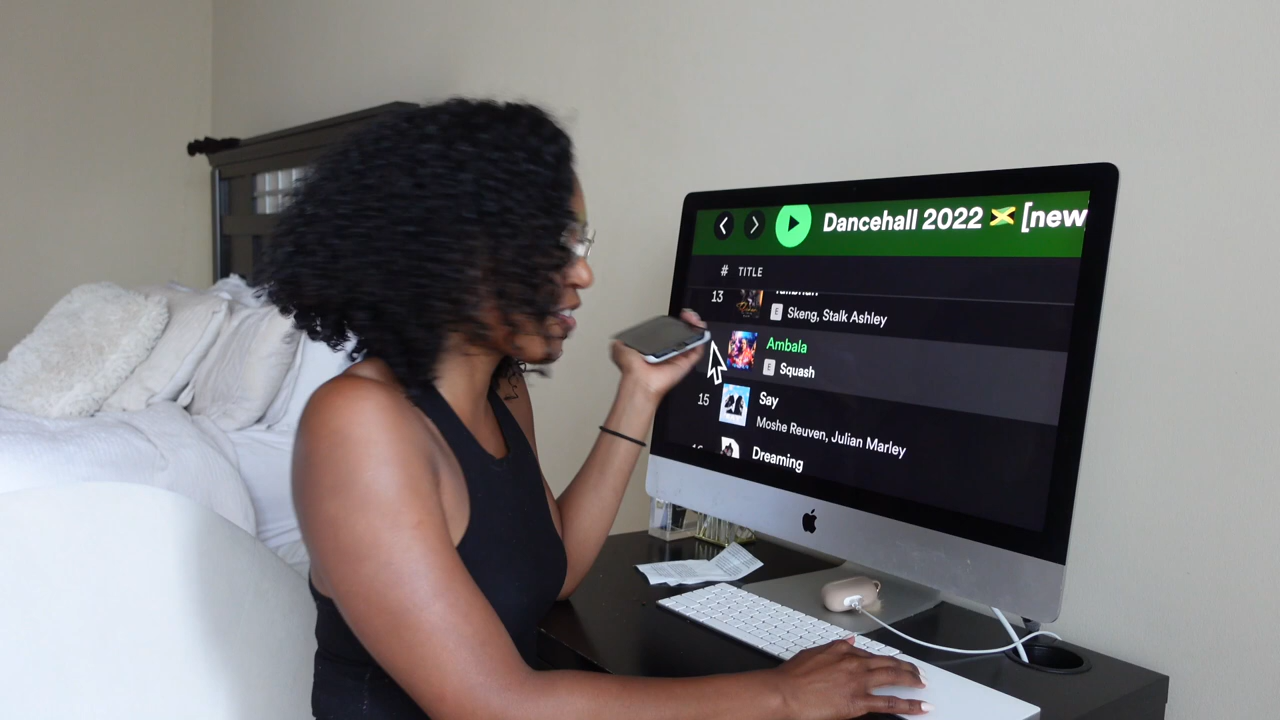 Dancehall 2022 🇯🇲 [new
# TITLE
13
E Skeng, Stalk Ashley
Ambala
E Squash
15 Say
Moshe Reuven, Julian Marley
Dreaming